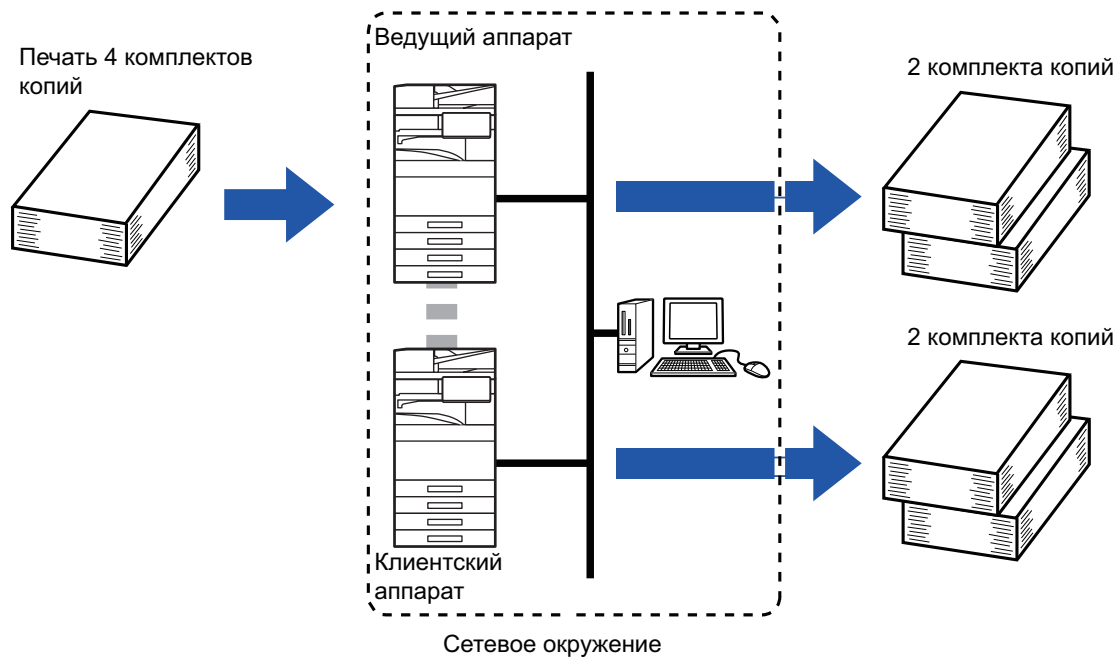 Печать 4 комплектов
копий
Ведущий аппарат
2 комплекта копий
2 комплекта копий
Клиентский
аппарат
Сетевое окружение